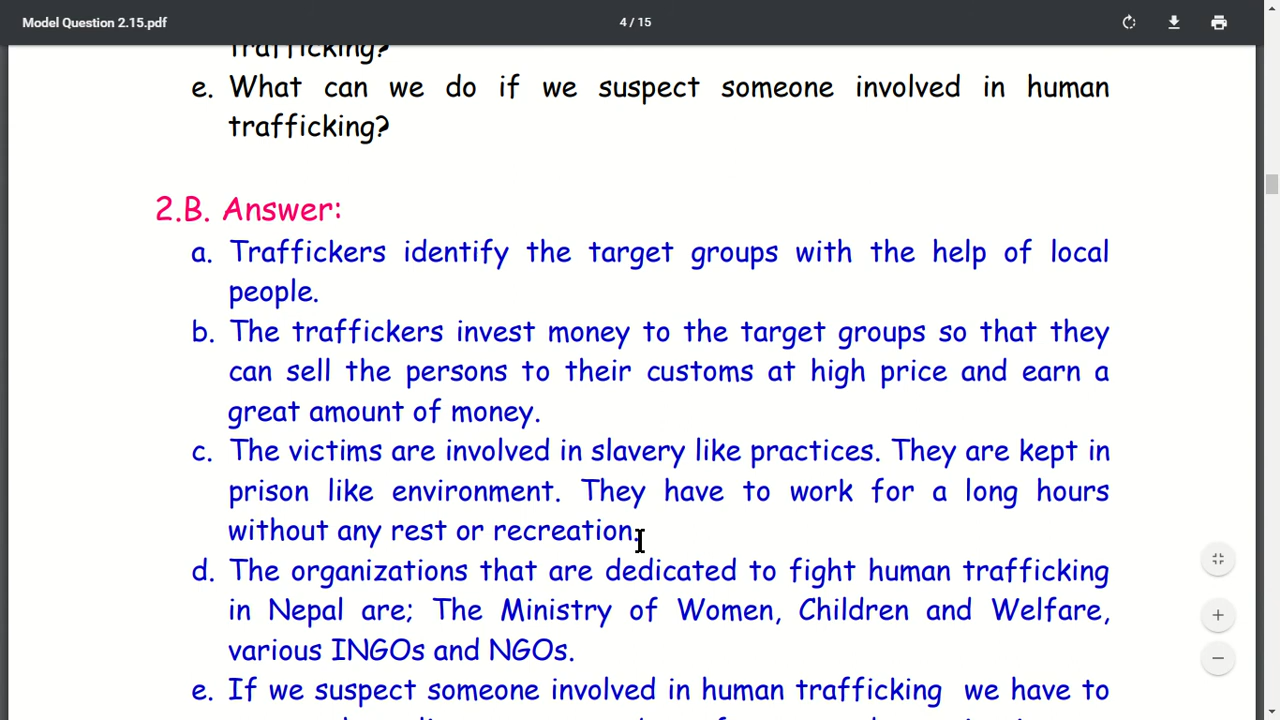 Model Question 2.15.pdf
4 / 15
trafficking?
e. What can we do if we suspect someone involved in human
trafficking?
2.B. Answer:
a. Traffickers identify the target groups with the help of local
people.
b. The traffickers invest money to the target groups so that they
can sell the persons to their customs at high price and earn a
great amount of money.
c. The victims are involved in slavery like practices. They are kept in
prison like environment. They have to work for a long hours
without any rest or recreation.
d. The organizations that are dedicated to fight human trafficking
in Nepal are; The Ministry of Women, Children and Welfare,
various INGOs and NGOs.
e. If we suspect someone involved in human trafficking we have to